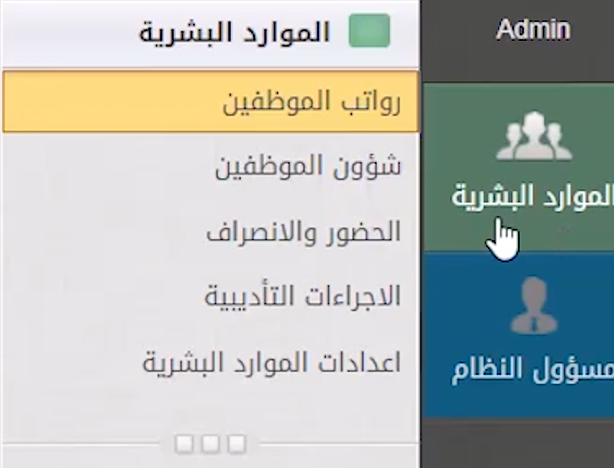 Admin
الموارد البشرية
مسؤول النظام
الموارد البشرية
رواتب الموظفين
شؤون الموظفين
الحضور والانصراف
الاجراءات التأديبية
اعدادات الموارد البشرية